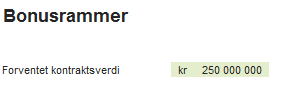 Bonusrammer
Forventet kontraktsverdi kr 250 000 000